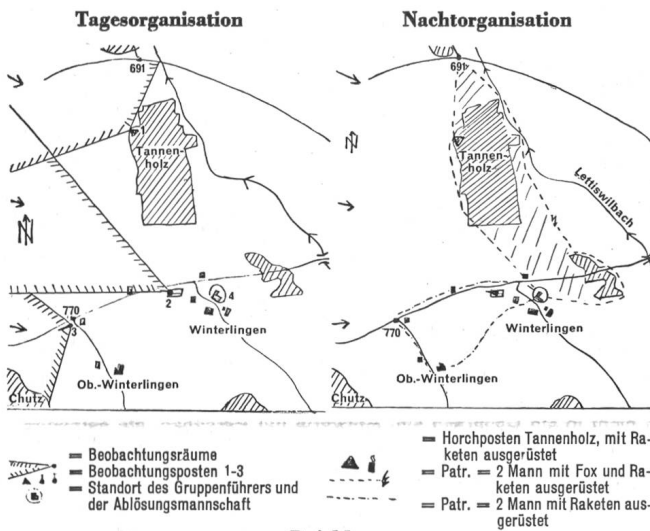 Tagesorganisation
691
1
Tannen-
holz
N
770
2
4
3
Winterlingen
Ob.-Winterlingen
Chutz
= Beobachtungsräume
= Beobachtungsposten 1-3
= Standort des Gruppenführers und
der Ablösungsmannschaft
Nachtorganisation
691
Tannen-
holz
N
Lettiswilbach
770
Winterlingen
Ob.-Winterlingen
Chutz
= Horchposten Tannenholz, mit Ra-
keten ausgerüstet
= Patr. = 2 Mann mit Fox und Ra-
keten ausgerüstet
= Patr. = 2 Mann mit Raketen aus-
gerüstet